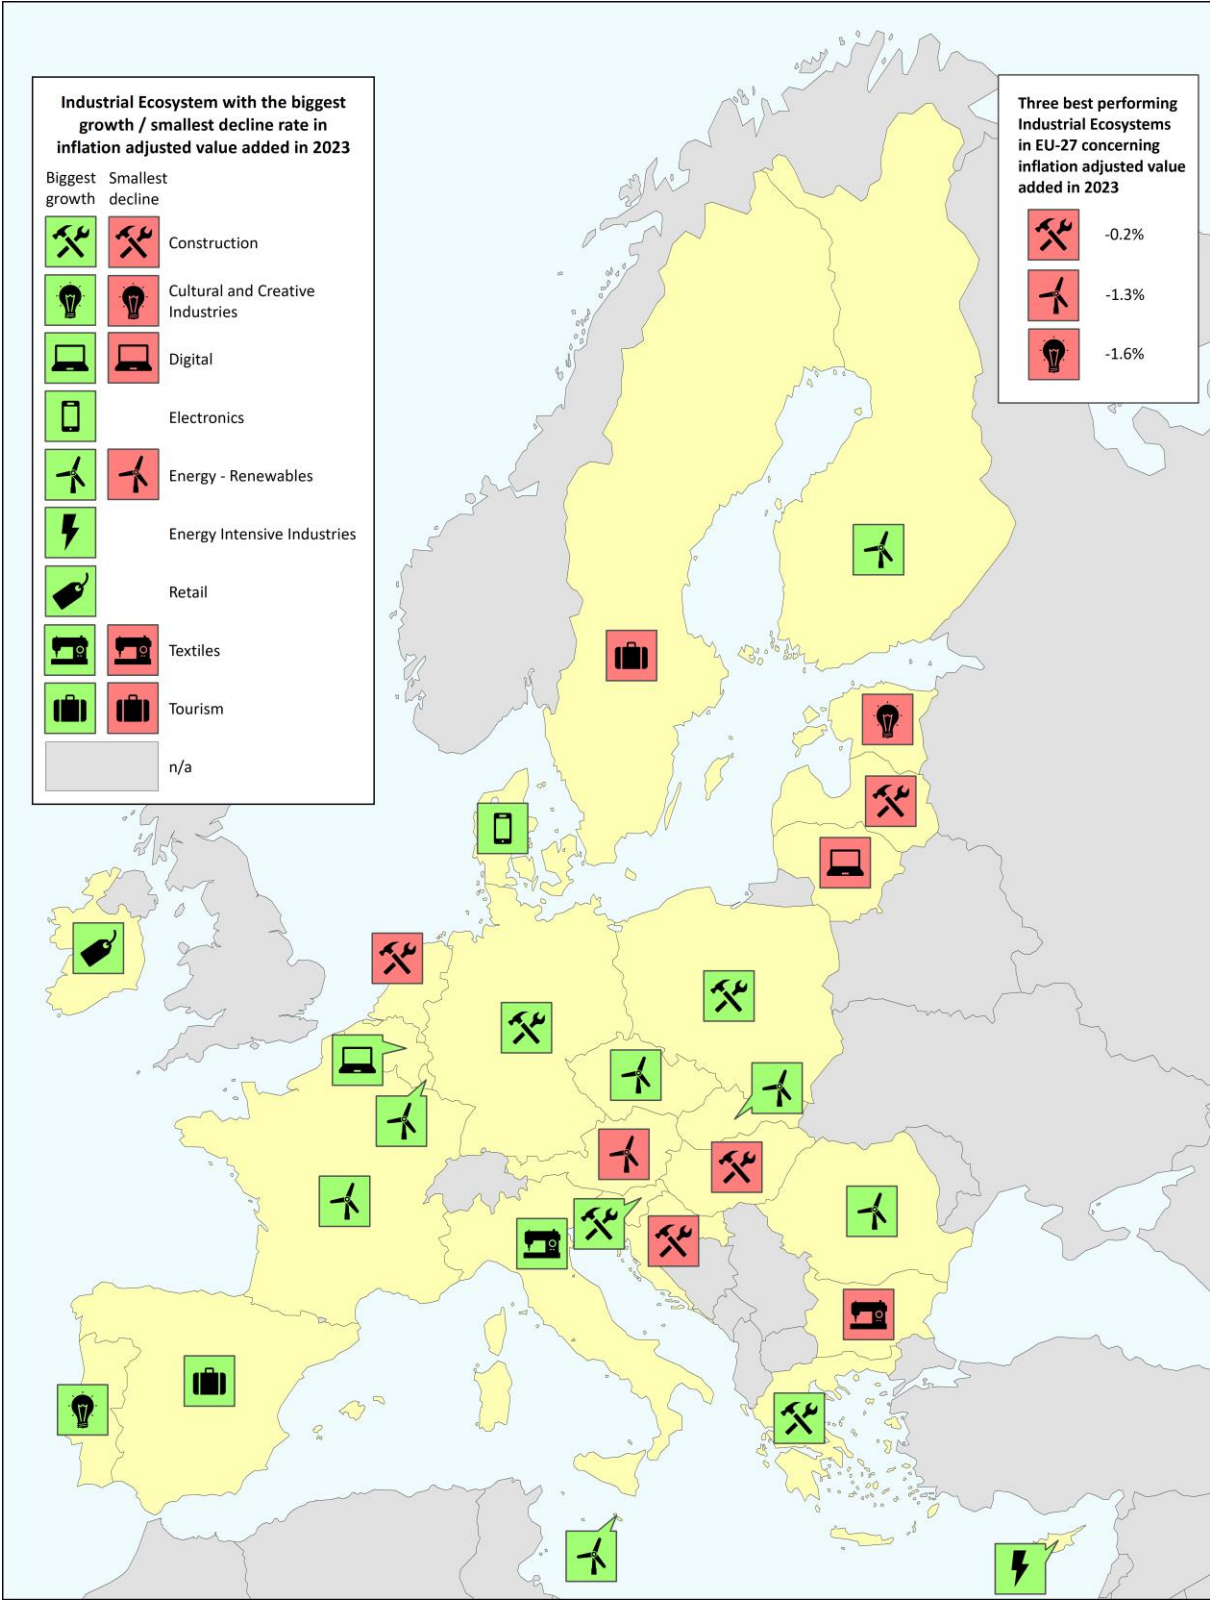 Industrial Ecosystem with the biggest
growth / smallest decline rate in
inflation adjusted value added in 2023
Biggest Smallest
growth decline
Construction
Cultural and Creative
Industries
Digital
Electronics
Energy - Renewables
Energy Intensive Industries
Retail
Textiles
Tourism
n/a
Three best performing
Industrial Ecosystems
in EU-27 concerning
inflation adjusted value
added in 2023
-0.2%
-1.3%
-1.6%